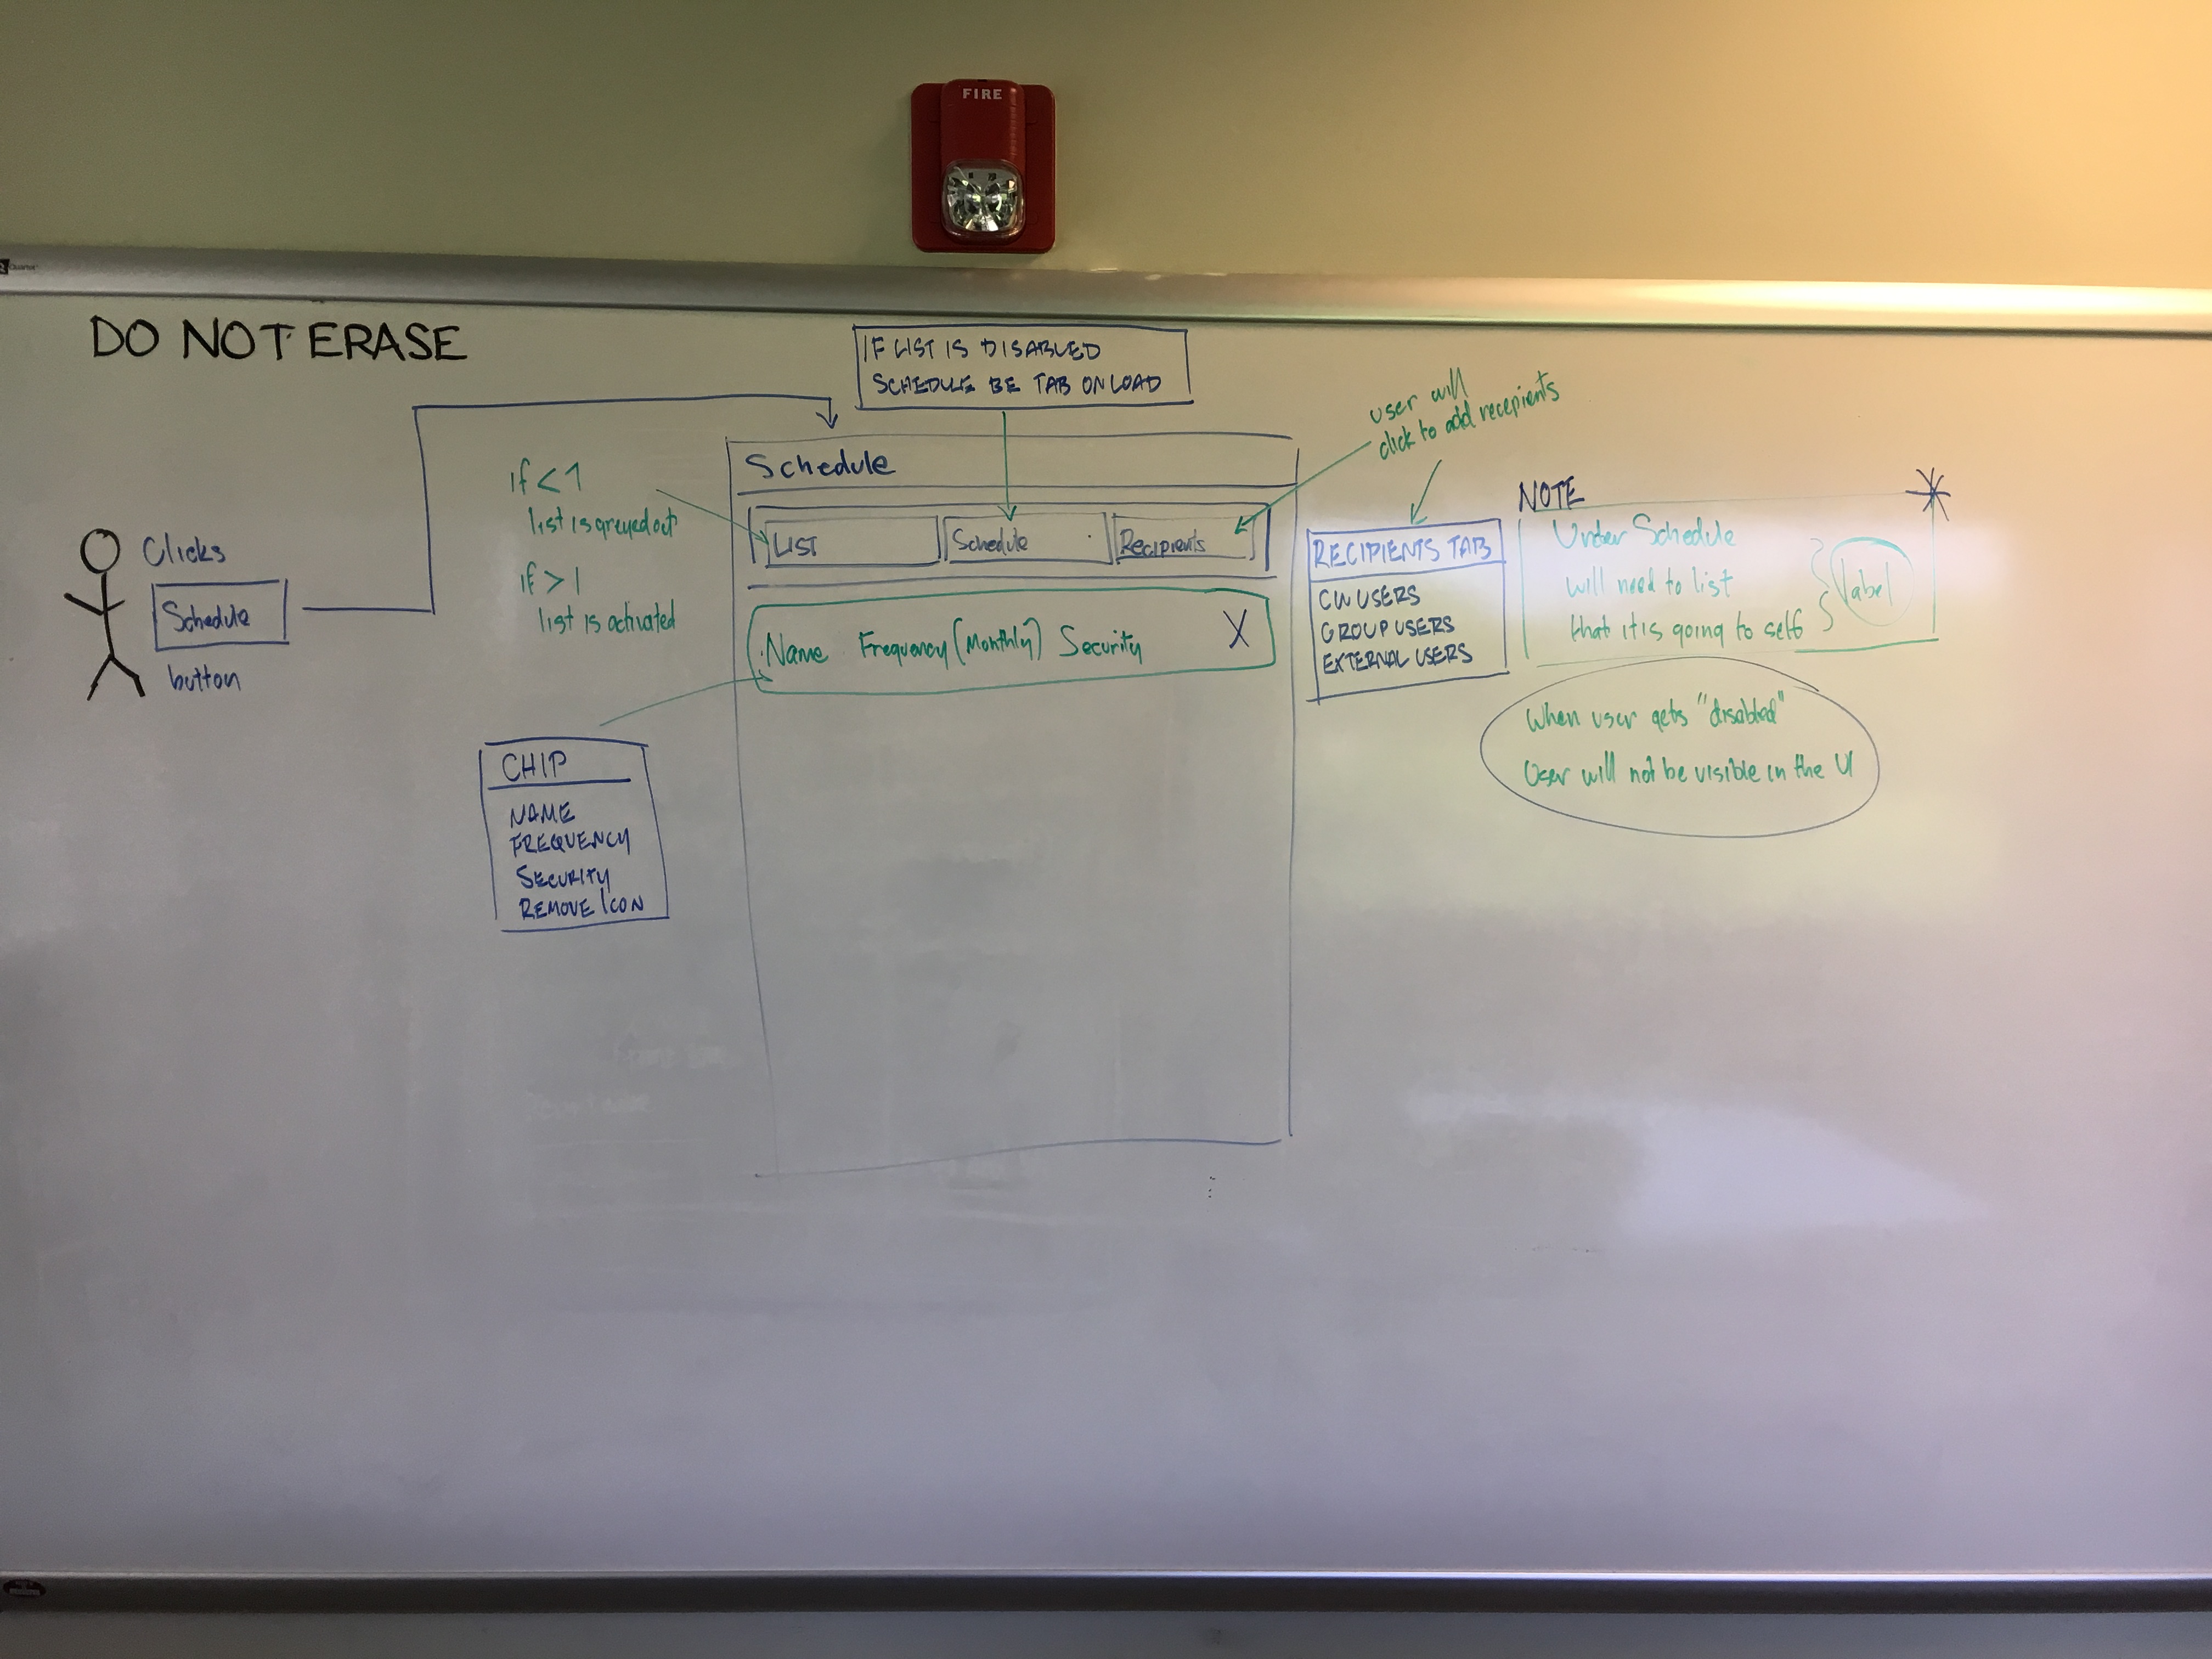 FIRE
DO NOT ERASE
IF LIST IS DISABLED
SCHEDULE BE TAB ON LOAD
user will
click to add recepients
Clicks
Schedule
button
if < 1
list is greyed out
if > 1
list is activated
Schedule
LIST
Schedule
Recipients
Name Frequency (Monthly) Security X
CHIP
NAME
FREQUENCY
SECURITY
REMOVE ICON
RECIPIENTS TAB
CW USERS
GROUP USERS
EXTERNAL USERS
NOTE
Under Schedule
will need to list
that it is going to self
label
When user gets "disabled"
User will not be visible in the UI